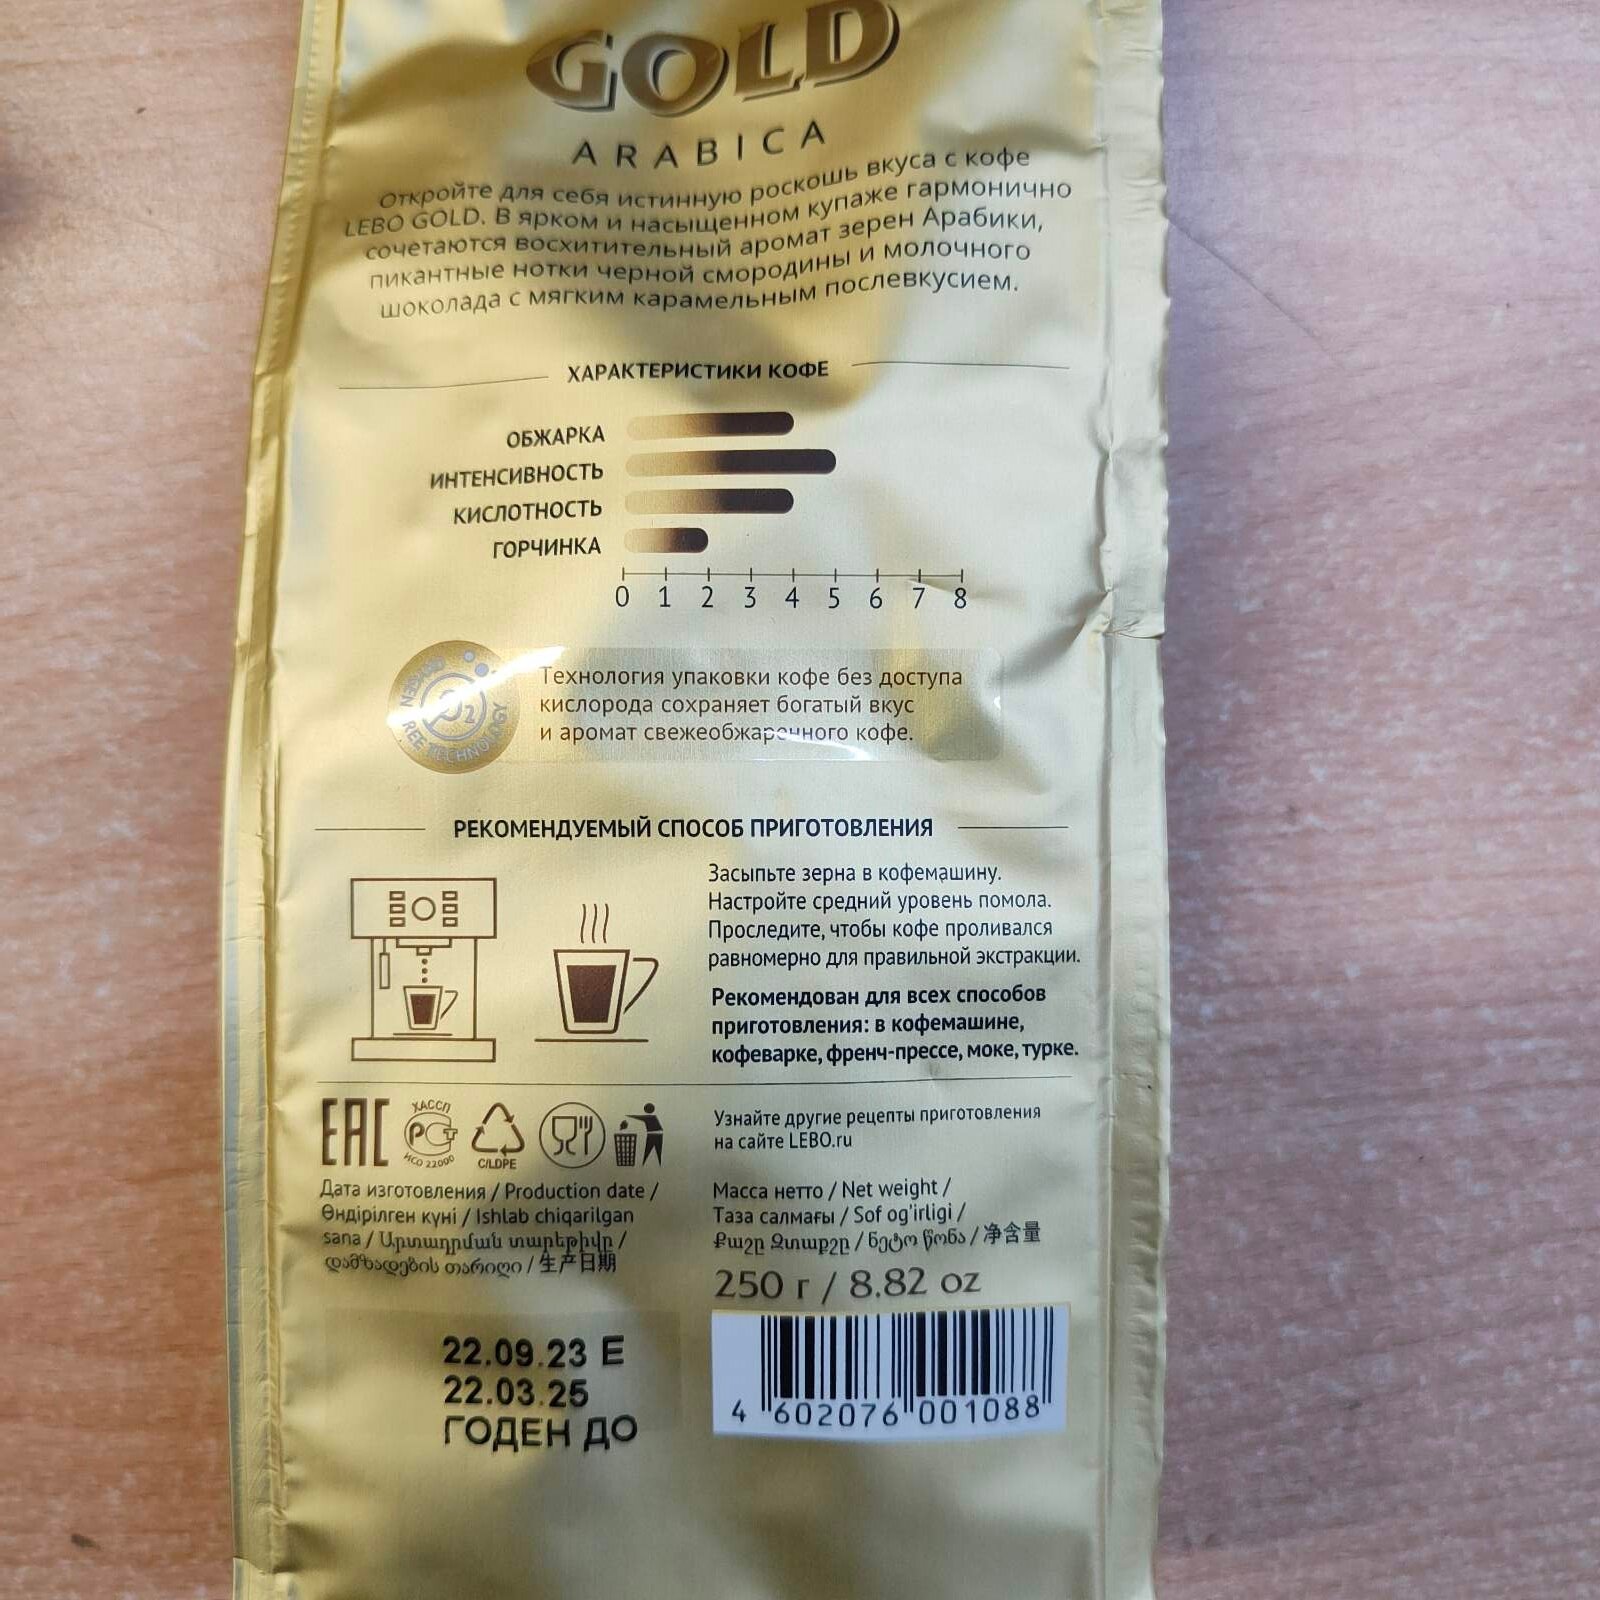 GOLD
ARABICA
Откройте для себя истинную роскошь вкуса с кофе
LEBO GOLD. В ярком и насыщенном купаже гармонично
сочетаются восхитительный аромат зерен Арабики,
пикантные нотки черной смородины и молочного
шоколада с мягким карамельным послевкусием.
ХАРАКТЕРИСТИКИ КОФЕ
ОБЖАРКА
ИНТЕНСИВНОСТЬ
КИСЛОТНОСТЬ
ГОРЧИНКА
0 1 2 3 4 5 6 7 8
TECHNOLOGY
Технология упаковки кофе без доступа
кислорода сохраняет богатый вкус
и аромат свежеобжаренного кофе.
РЕКОМЕНДУЕМЫЙ СПОСОБ ПРИГОТОВЛЕНИЯ
Засыпьте зерна в кофемашину.
Настройте средний уровень помола.
Проследите, чтобы кофе проливался
равномерно для правильной экстракции.
Рекомендован для всех способов
приготовления: в кофемашине,
кофеварке, френч-прессе, моке, турке.
EAC
ХАССП
РСТ
ИСО 22000
C/LDPE
Узнайте другие рецепты приготовления
на сайте LEBO.ru
Дата изготовления / Production date /
Өндірілген күні / Ishlab chiqarilgan
sana / Արտադրման տարեթիվը /
დამზადების თარიღი / 生产日期
Масса нетто / Net weight /
Таза салмағы / Sof og'irligi /
Քաշը Զտաքշը / ნეტო წონა / 净含量
250 г / 8.82 oz
22.09.23 E
22.03.25
ГОДЕН ДО
4 602076 001088